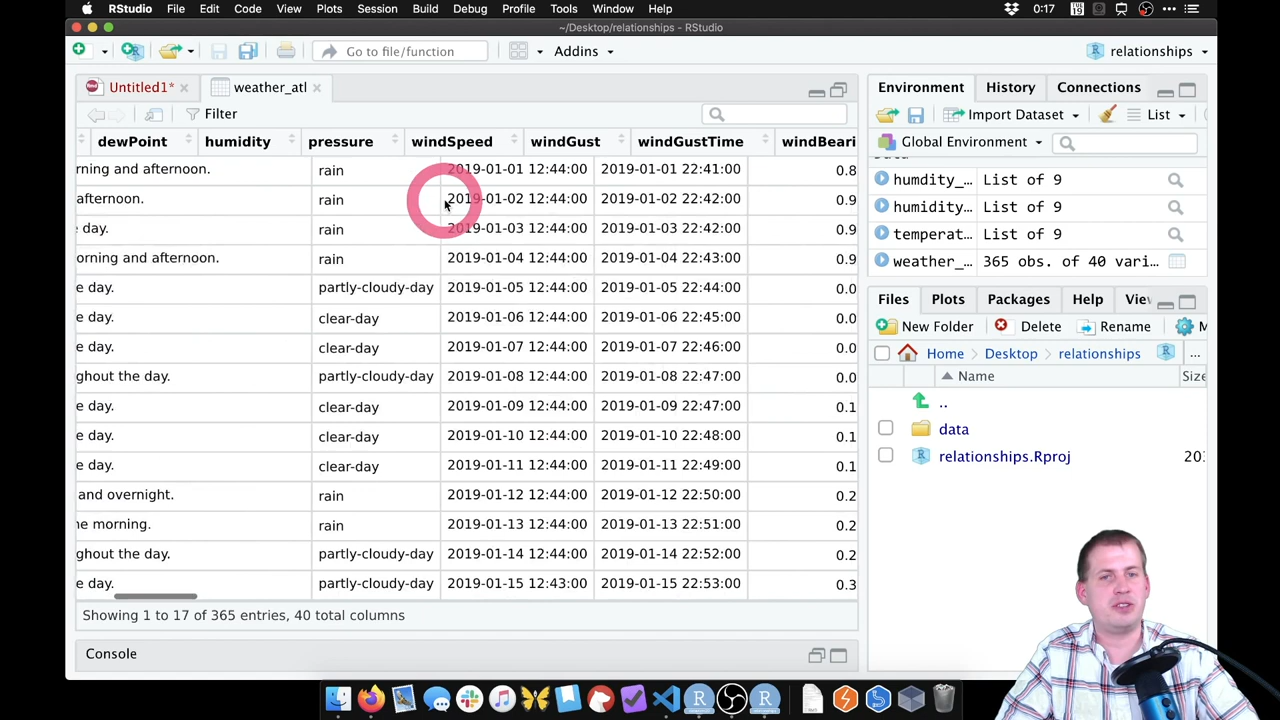 RStudio File Edit Code View Plots Session Build Debug Profile Tools Window Help 0:17
~/Desktop/relationships - RStudio
Go to file/function Addins relationships
Untitled1* weather_atl
Filter
dewPoint humidity pressure windSpeed windGust windGustTime windBeari
rning and afternoon. rain 2019-01-01 12:44:00 2019-01-01 22:41:00 0.8
afternoon. rain 2019-01-02 12:44:00 2019-01-02 22:42:00 0.9
day. rain 2019-01-03 12:44:00 2019-01-03 22:42:00 0.9
orning and afternoon. rain 2019-01-04 12:44:00 2019-01-04 22:43:00 0.9
e day. partly-cloudy-day 2019-01-05 12:44:00 2019-01-05 22:44:00 0.0
e day. clear-day 2019-01-06 12:44:00 2019-01-06 22:45:00 0.0
e day. clear-day 2019-01-07 12:44:00 2019-01-07 22:46:00 0.0
ghout the day. partly-cloudy-day 2019-01-08 12:44:00 2019-01-08 22:47:00 0.0
e day. clear-day 2019-01-09 12:44:00 2019-01-09 22:47:00 0.1
e day. clear-day 2019-01-10 12:44:00 2019-01-10 22:48:00 0.1
e day. clear-day 2019-01-11 12:44:00 2019-01-11 22:49:00 0.1
and overnight. rain 2019-01-12 12:44:00 2019-01-12 22:50:00 0.2
he morning. rain 2019-01-13 12:44:00 2019-01-13 22:51:00 0.2
ghout the day. partly-cloudy-day 2019-01-14 12:44:00 2019-01-14 22:52:00 0.2
e day. partly-cloudy-day 2019-01-15 12:43:00 2019-01-15 22:53:00 0.3
Showing 1 to 17 of 365 entries, 40 total columns
Console
Environment History Connections
Import Dataset List
Global Environment
humdity_... List of 9
humidity... List of 9
temperat... List of 9
weather_... 365 obs. of 40 vari...
Files Plots Packages Help Vie
New Folder Delete Rename M
Home Desktop relationships ...
Name Size
..
data
relationships.Rproj 20